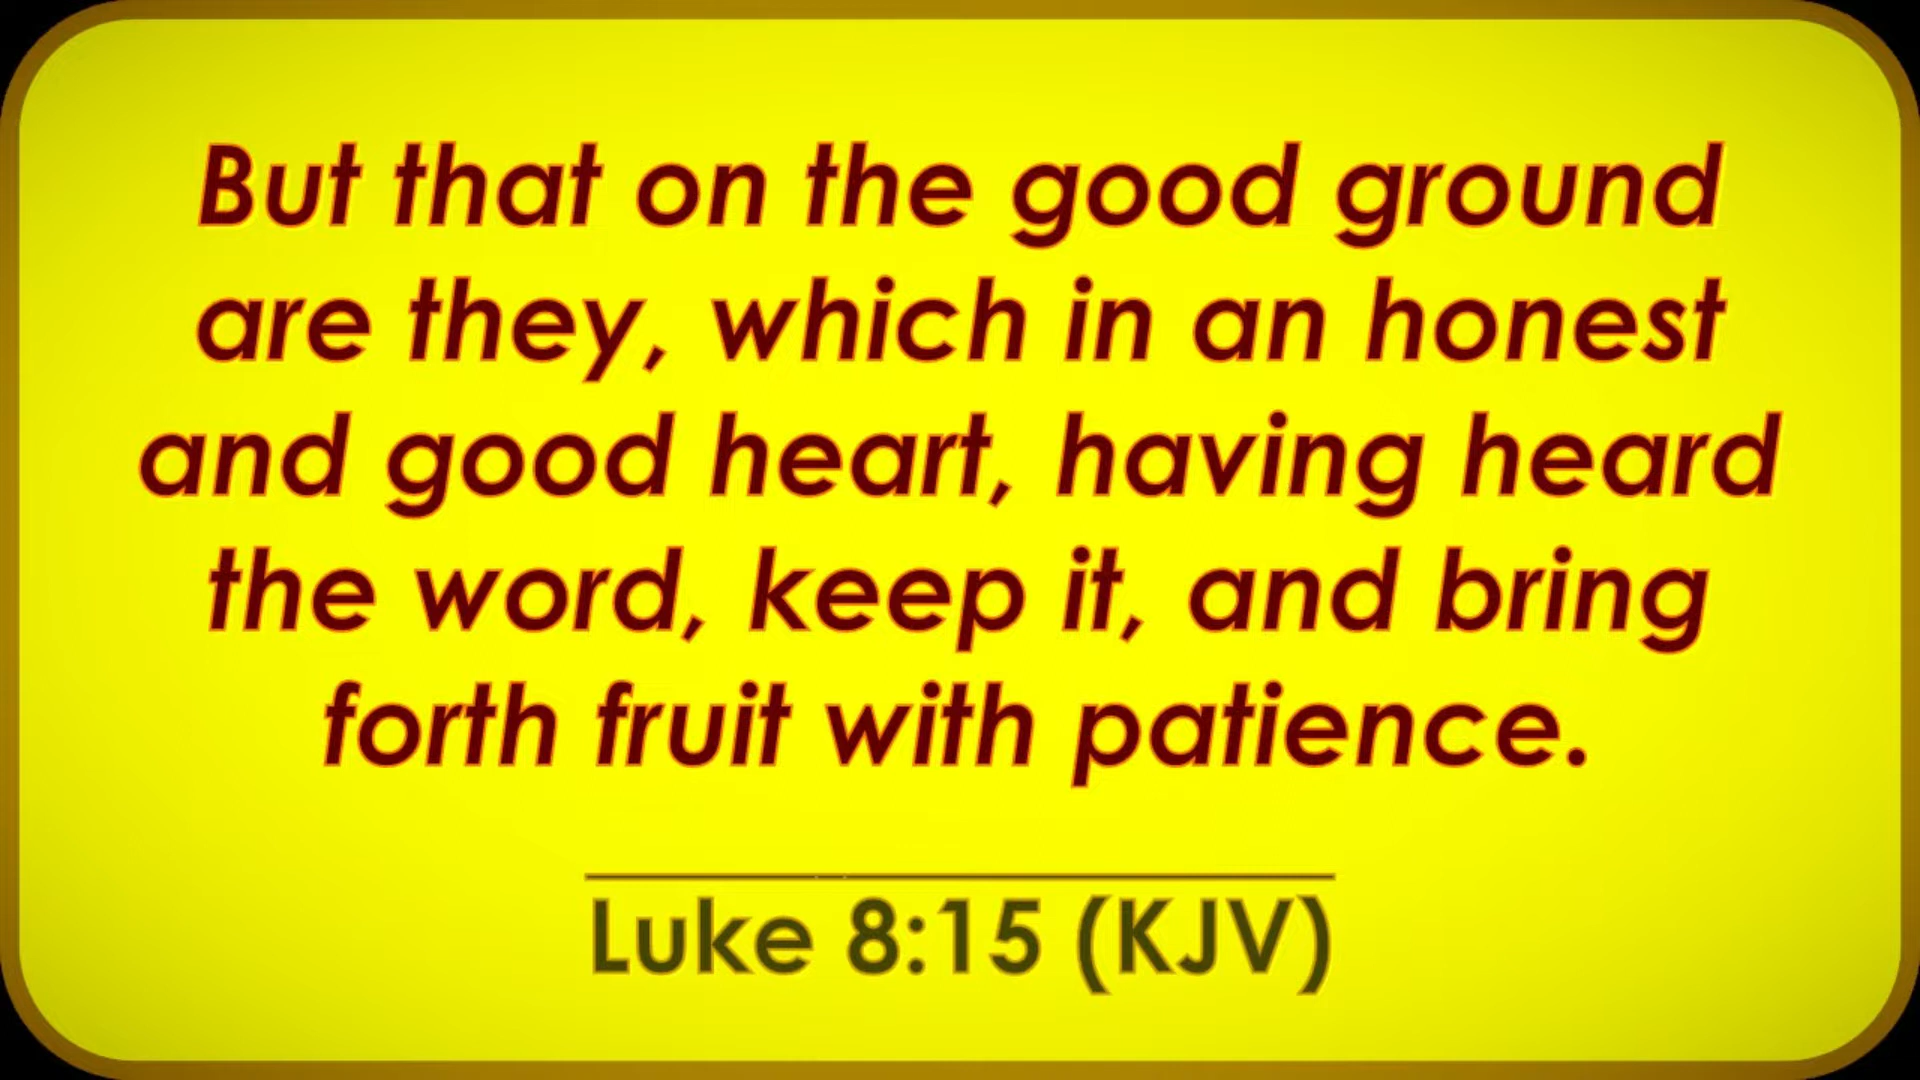 But that on the good ground
are they, which in an honest
and good heart, having heard
the word, keep it, and bring
forth fruit with patience.
Luke 8:15 (KJV)